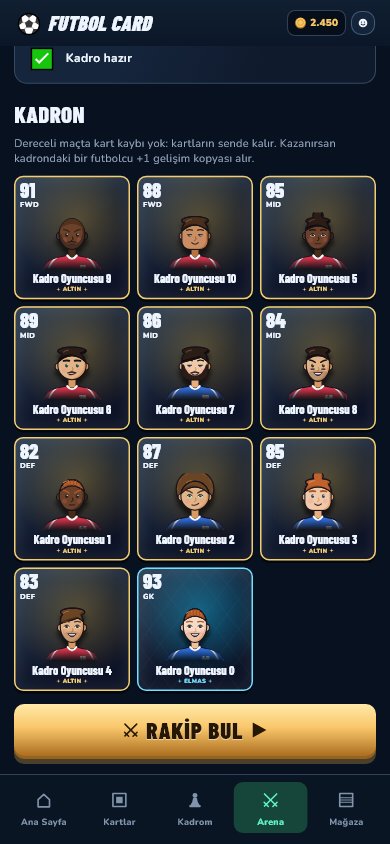 FUTBOL CARD
2.450
Kadro hazır
KADRON
Dereceli maçta kart kaybı yok: kartların sende kalır. Kazanırsan
kadrondaki bir futbolcu +1 gelişim kopyası alır.
91
FWD
Kadro Oyuncusu 9
ALTIN
88
FWD
Kadro Oyuncusu 10
ALTIN
85
MID
Kadro Oyuncusu 5
ALTIN
89
MID
Kadro Oyuncusu 6
ALTIN
86
MID
Kadro Oyuncusu 7
ALTIN
84
MID
Kadro Oyuncusu 8
ALTIN
82
DEF
Kadro Oyuncusu 1
ALTIN
87
DEF
Kadro Oyuncusu 2
ALTIN
85
DEF
Kadro Oyuncusu 3
ALTIN
83
DEF
Kadro Oyuncusu 4
ALTIN
93
GK
Kadro Oyuncusu 0
ELMAS
RAKİP BUL
Ana Sayfa
Kartlar
Kadrom
Arena
Mağaza